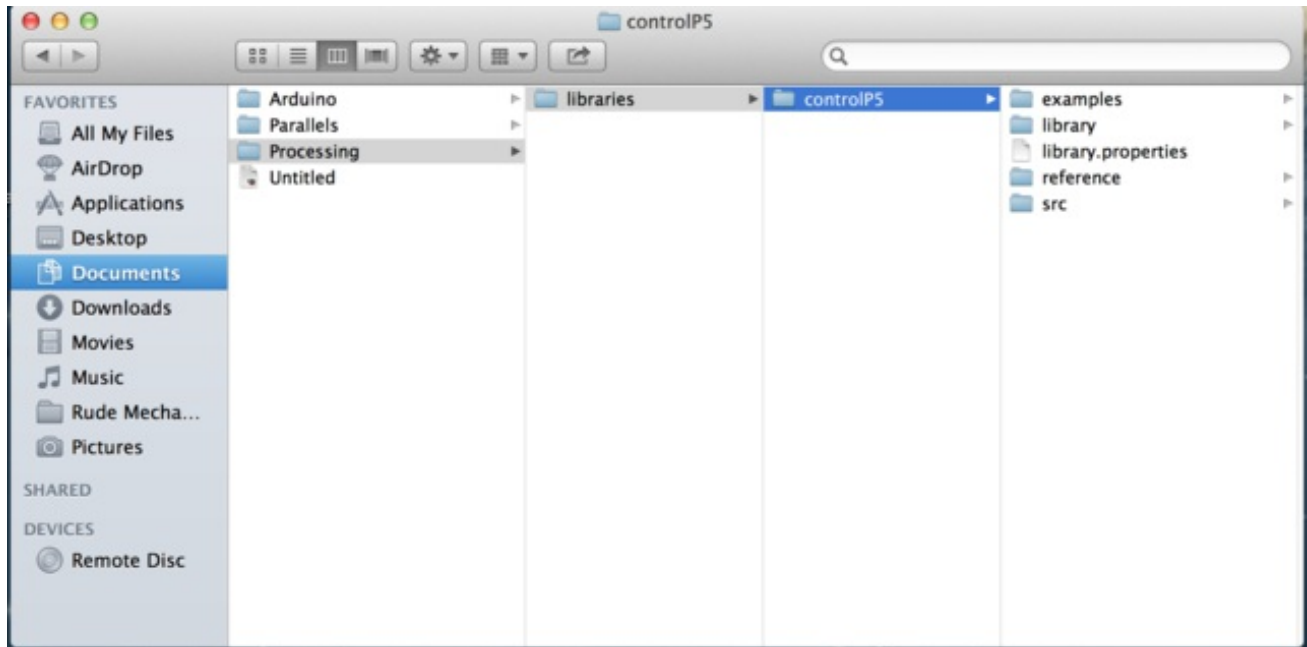 controlP5
FAVORITES
All My Files
AirDrop
Applications
Desktop
Documents
Downloads
Movies
Music
Rude Mecha...
Pictures
SHARED
DEVICES
Remote Disc
Arduino
Parallels
Processing
Untitled
libraries
controlP5
examples
library
library.properties
reference
src